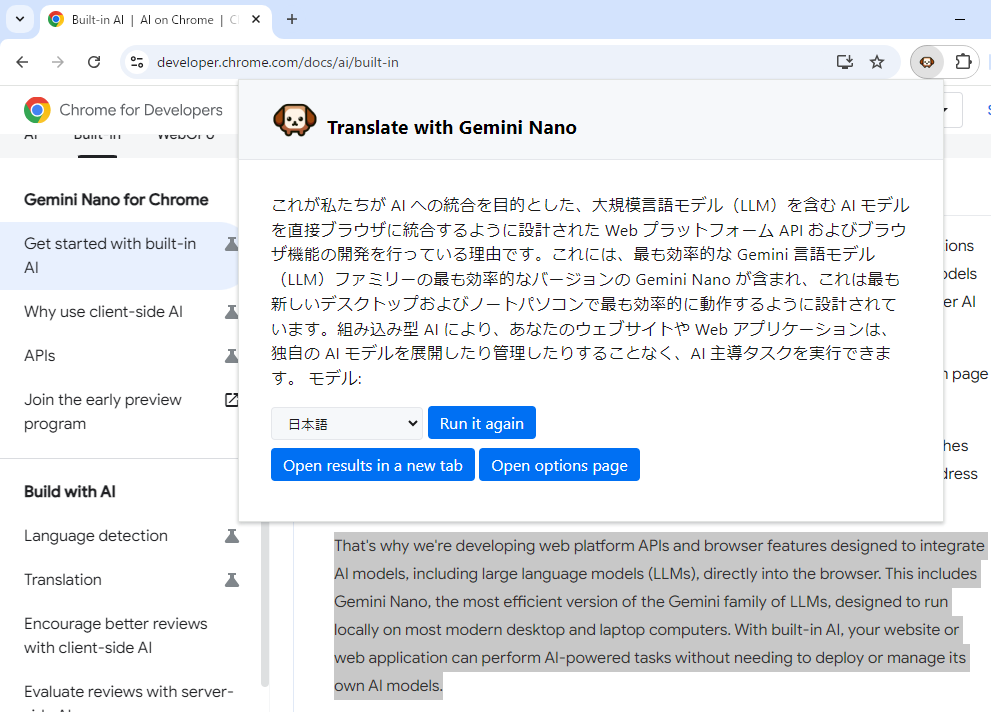 Built-in AI | AI on Chrome | C
developer.chrome.com/docs/ai/built-in
Chrome for Developers
AI Built-in WebGPU
Translate with Gemini Nano
これが私たちが AI への統合を目的とした、大規模言語モデル（LLM）を含む AI モデル
を直接ブラウザに統合するように設計された Web プラットフォーム API およびブラウ
ザ機能の開発を行っている理由です。これには、最も効率的な Gemini 言語モデル
（LLM）ファミリーの最も効率的なバージョンの Gemini Nano が含まれ、これは最も
新しいデスクトップおよびノートパソコンで最も効率的に動作するように設計されて
います。組み込み型 AI により、あなたのウェブサイトや Web アプリケーションは、
独自の AI モデルを展開したり管理したりすることなく、AI 主導タスクを実行できま
す。 モデル:
日本語
Run it again
Open results in a new tab
Open options page
Gemini Nano for Chrome
Get started with built-in
AI
Why use client-side AI
APIs
Join the early preview
program
Build with AI
Language detection
Translation
Encourage better reviews
with client-side AI
Evaluate reviews with server-
ions
odels
er AI
n page
hes
dress
That's why we're developing web platform APIs and browser features designed to integrate
AI models, including large language models (LLMs), directly into the browser. This includes
Gemini Nano, the most efficient version of the Gemini family of LLMs, designed to run
locally on most modern desktop and laptop computers. With built-in AI, your website or
web application can perform AI-powered tasks without needing to deploy or manage its
own AI models.